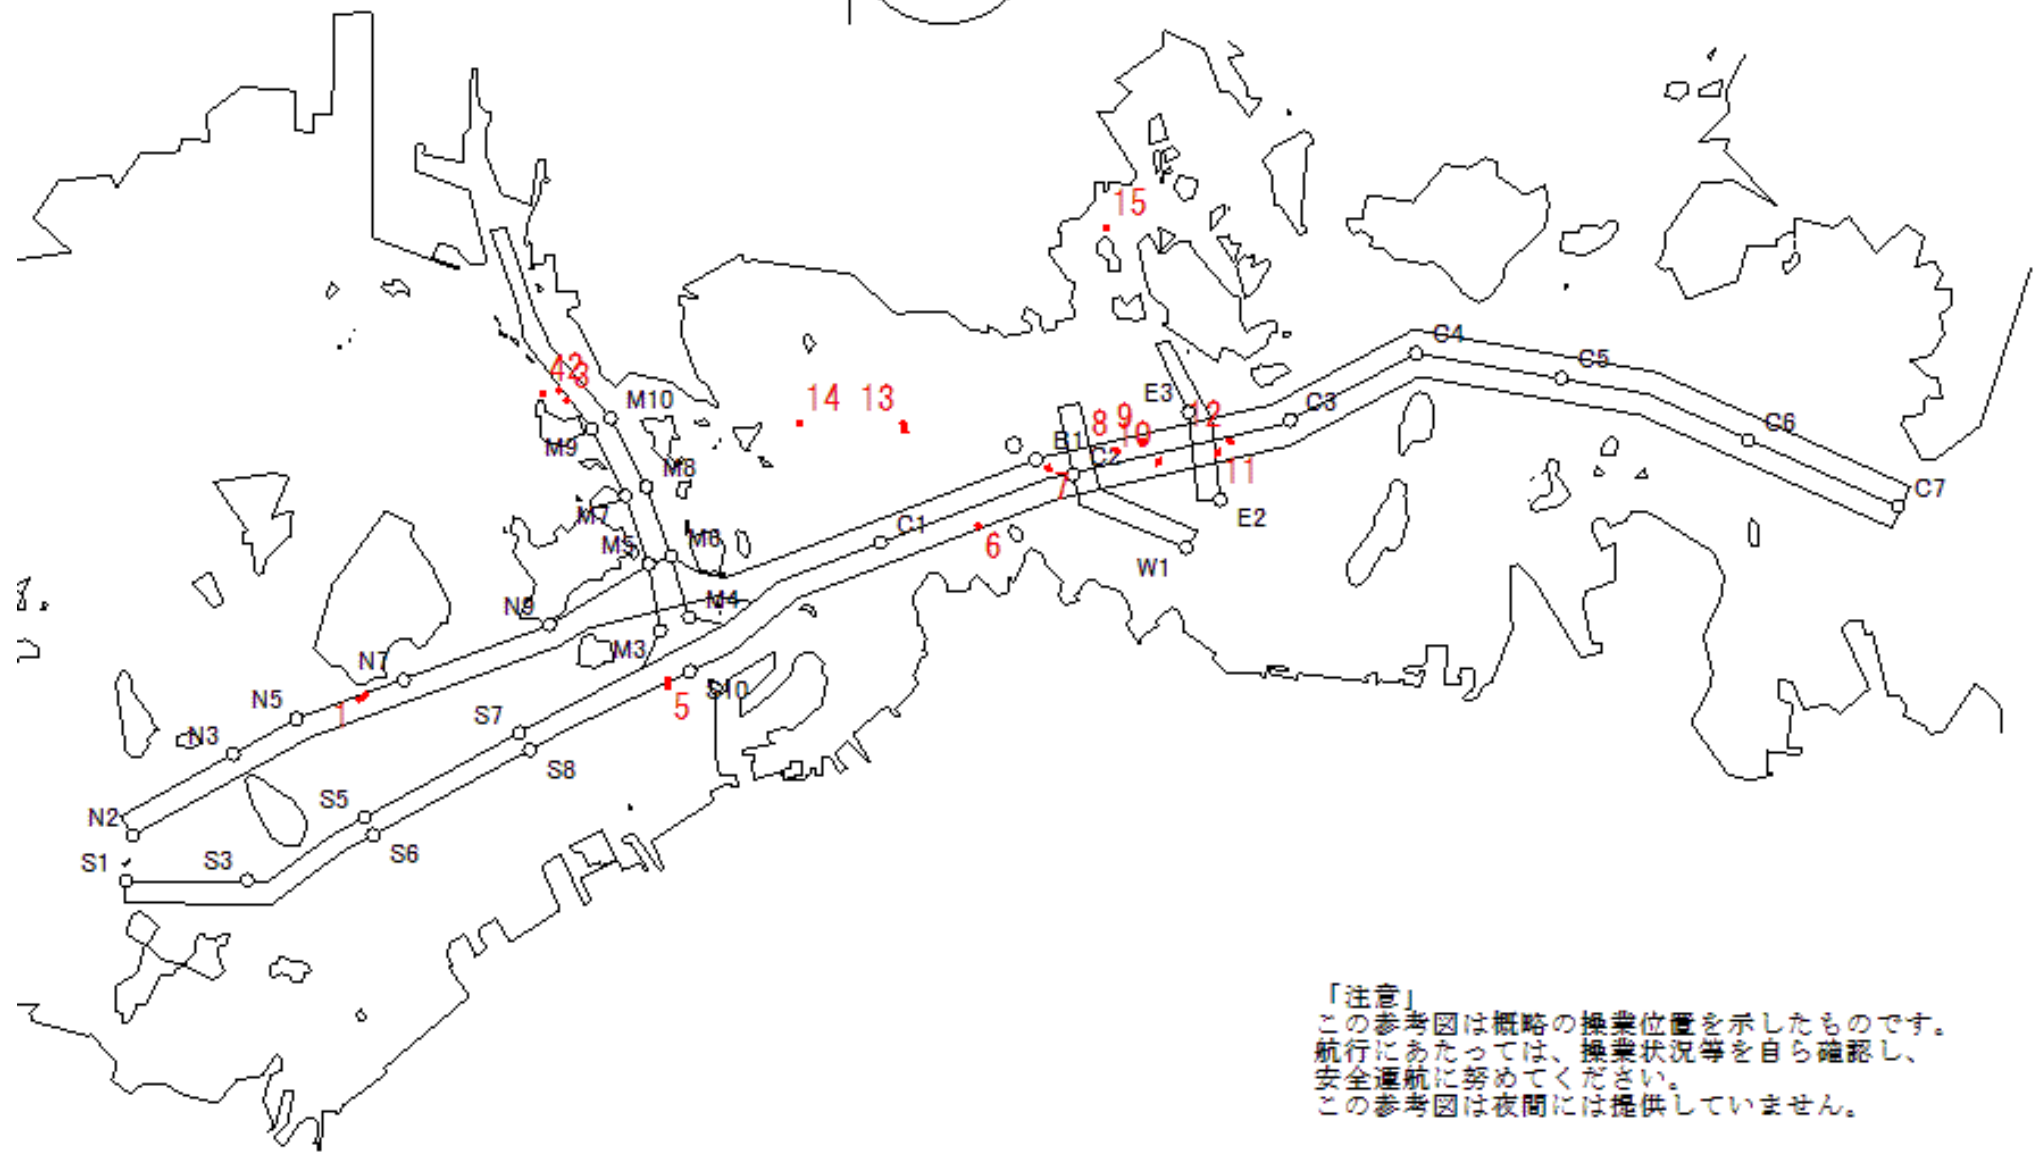 15
C4
C5
4 2
3
14
13
M10
E3
12
C3
8
9
10
M9
B1
C6
M8
C2
11
7
C7
M7
C1
E2
M5
M6
6
W1
N9
M4
M3
N7
N5
1
S10
5
S7
N3
S8
N2
S5
S1
S3
S6
「注意」
この参考図は概略の操業位置を示したものです。
航行にあたっては、操業状況等を自ら確認し、
安全運航に努めてください。
この参考図は夜間には提供していません。